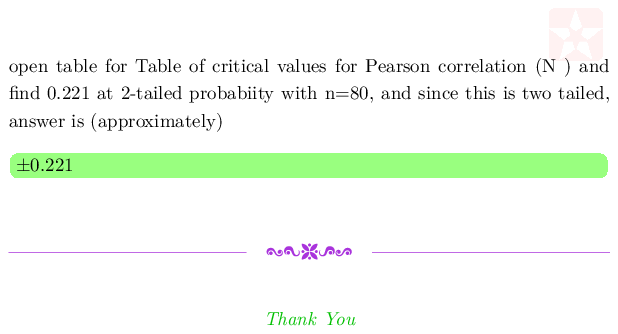 open table for Table of critical values for Pearson correlation (N ) and
find 0.221 at 2-tailed probabiity with n=80, and since this is two tailed,
answer is (approximately)
±0.221
Thank You